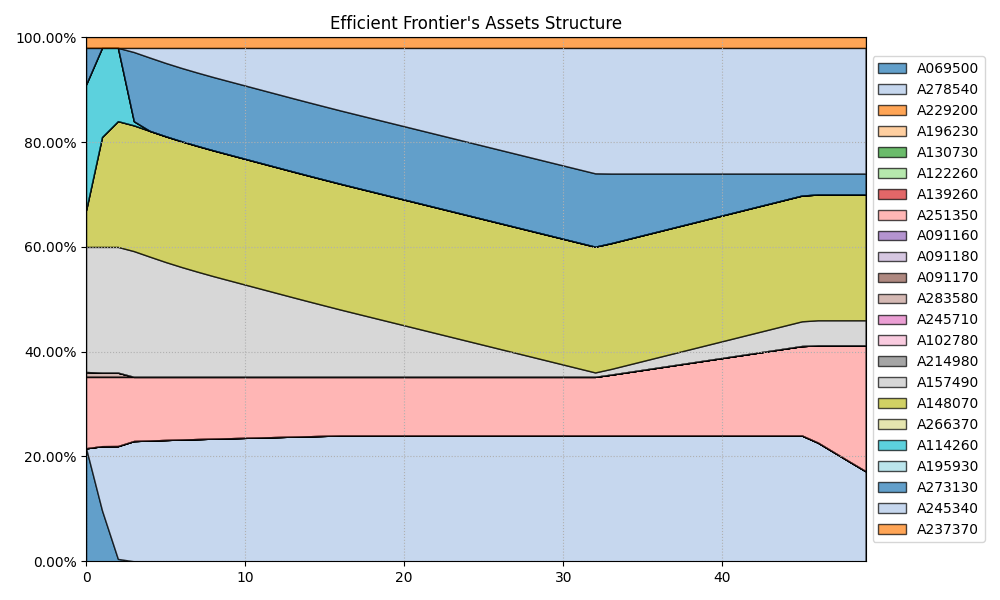 Efficient Frontier's Assets Structure
100.00%
80.00%
60.00%
40.00%
20.00%
0.00%
0
10
20
30
40
A069500
A278540
A229200
A196230
A130730
A122260
A139260
A251350
A091160
A091180
A091170
A283580
A245710
A102780
A214980
A157490
A148070
A266370
A114260
A195930
A273130
A245340
A237370